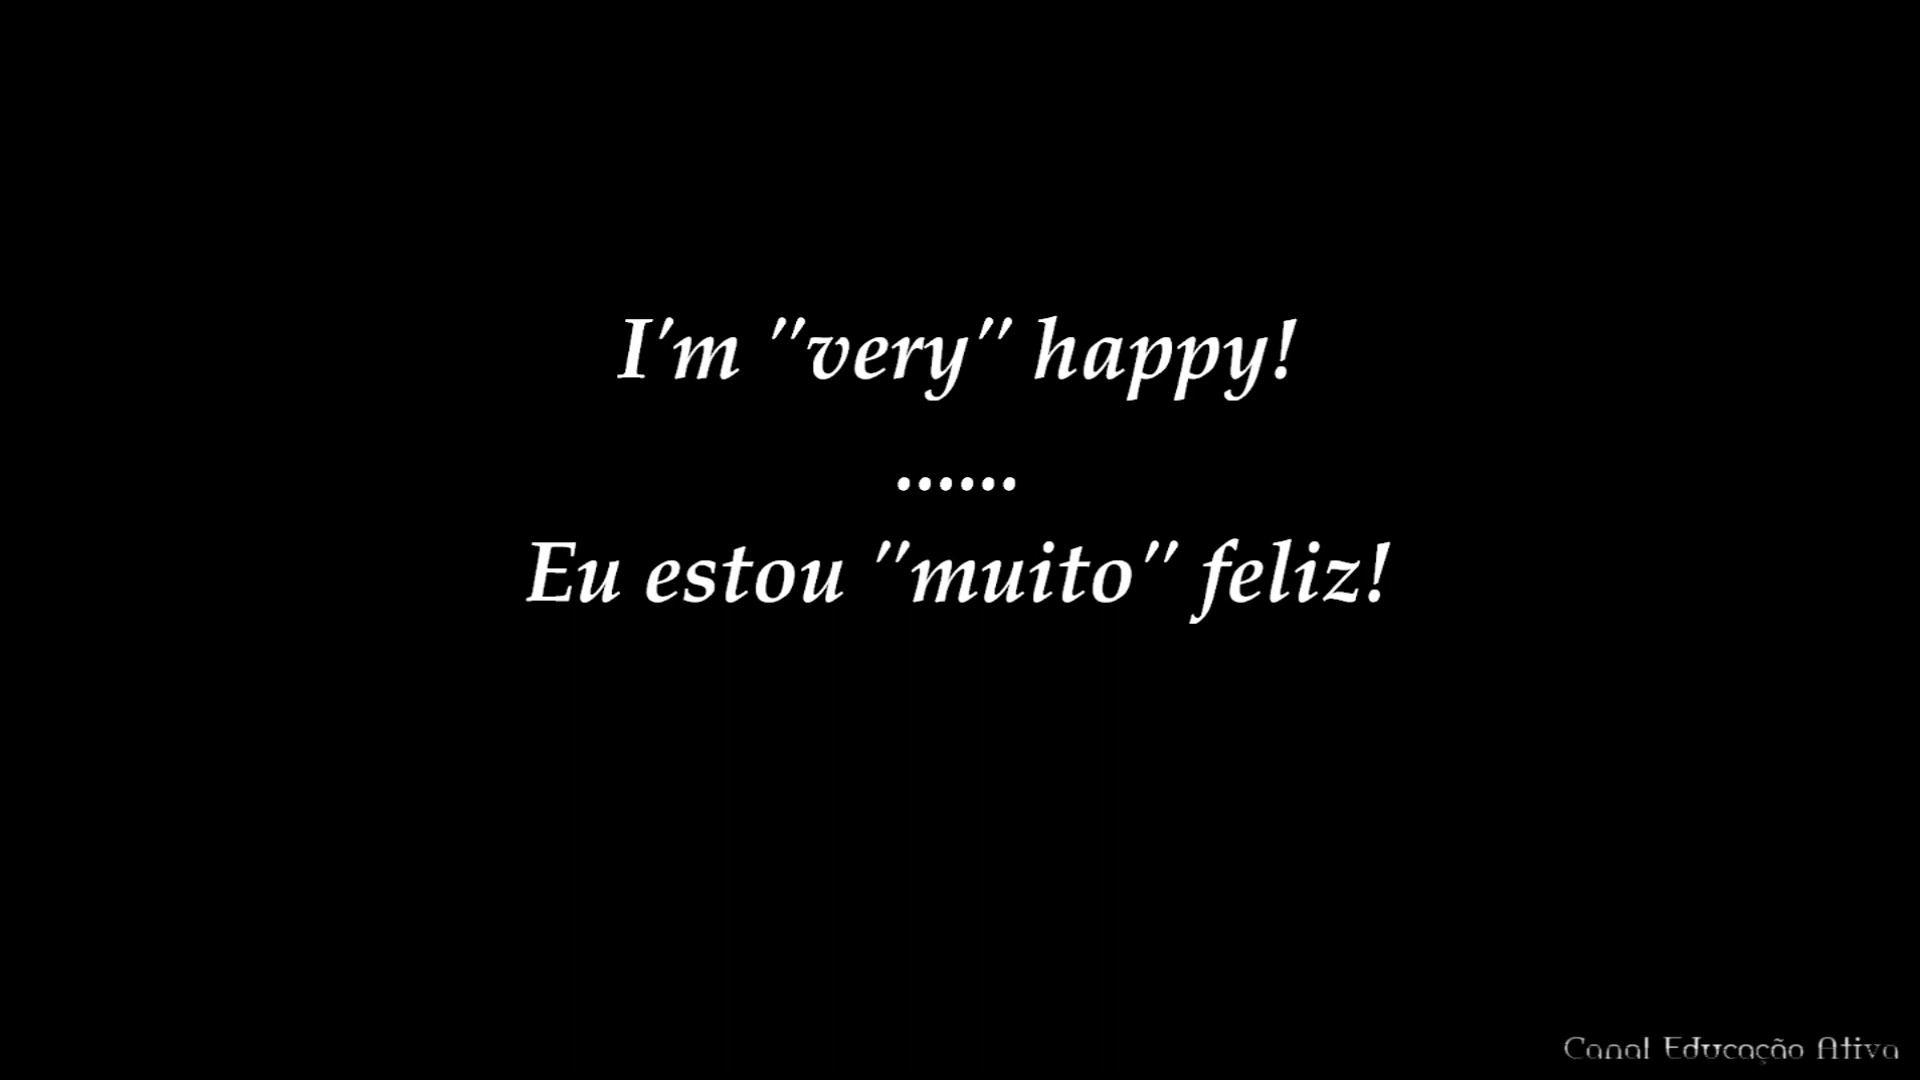 I'm "very" happy!
......
Eu estou "muito" feliz!
Canal Educação Ativa